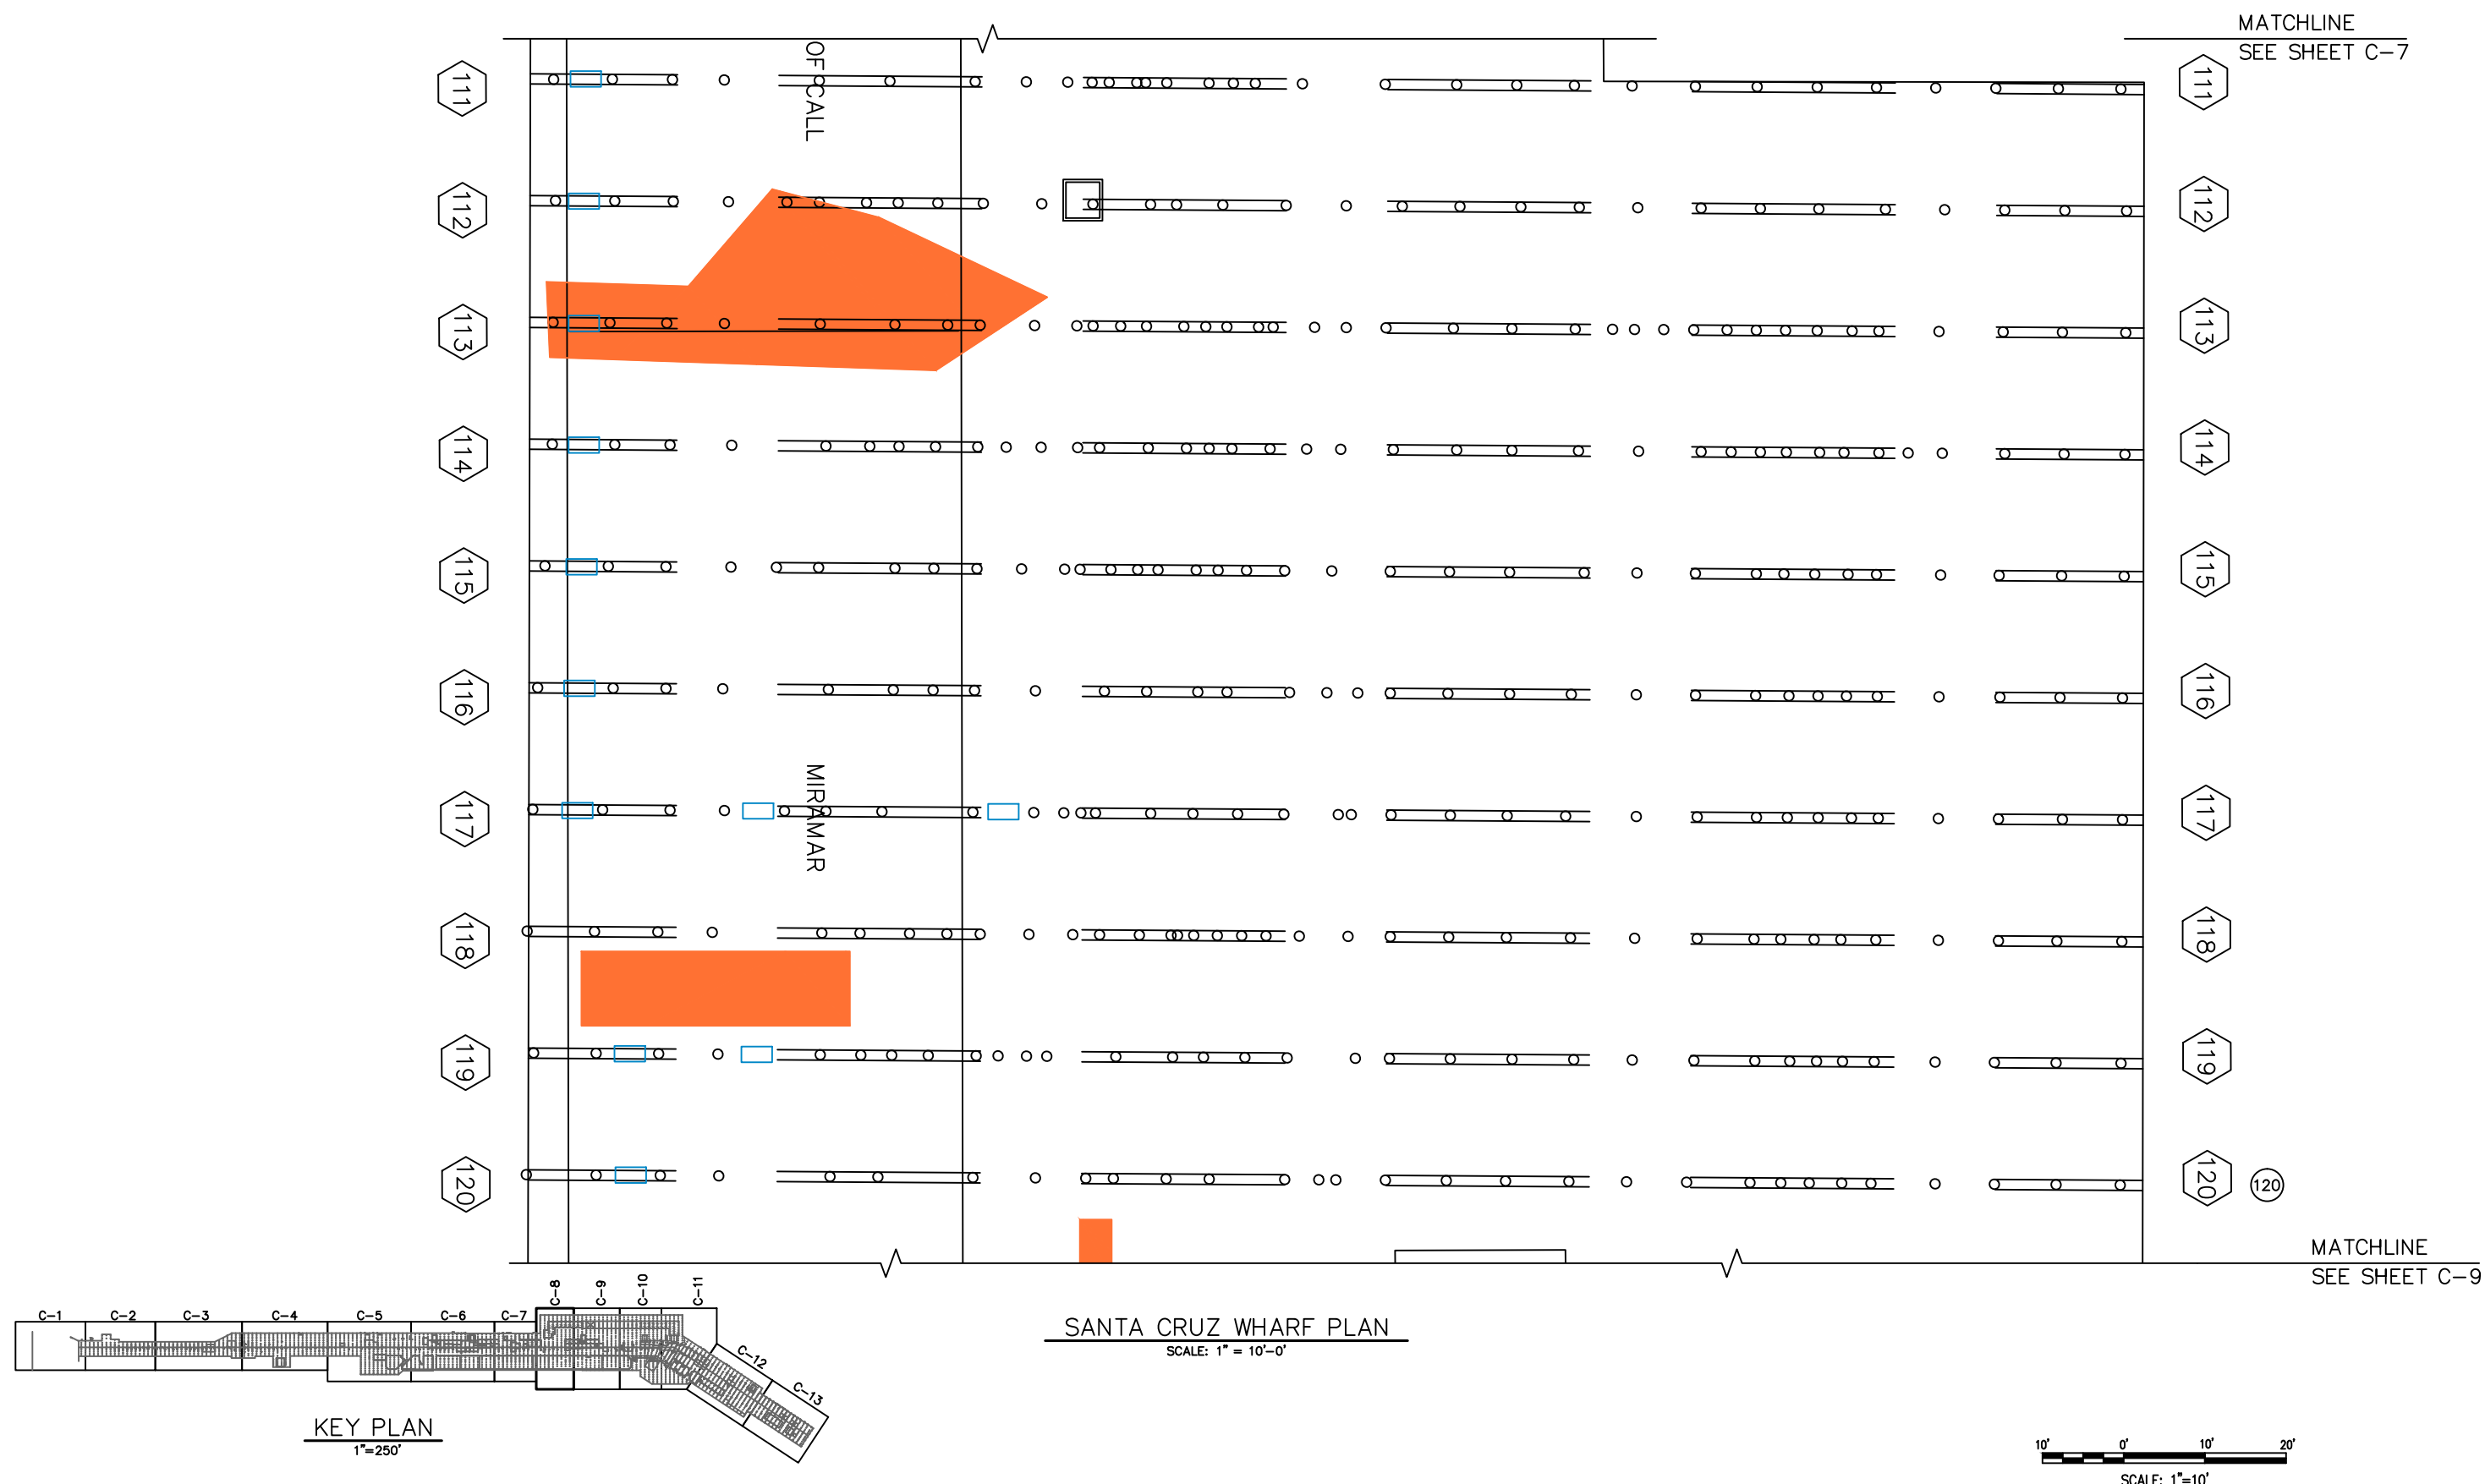 MATCHLINE
SEE SHEET C-7
OF CALL
111
111
112
112
113
113
114
114
115
115
116
116
117
117
MIRAMAR
118
118
119
119
120
120
120
MATCHLINE
SEE SHEET C-9
C-1
C-2
C-3
C-4
C-5
C-6
C-7
C-8
C-9
C-10
C-11
C-12
C-13
SANTA CRUZ WHARF PLAN
SCALE: 1" = 10'-0'
KEY PLAN
1"=250'
10' 0' 10' 20'
SCALE: 1"=10'